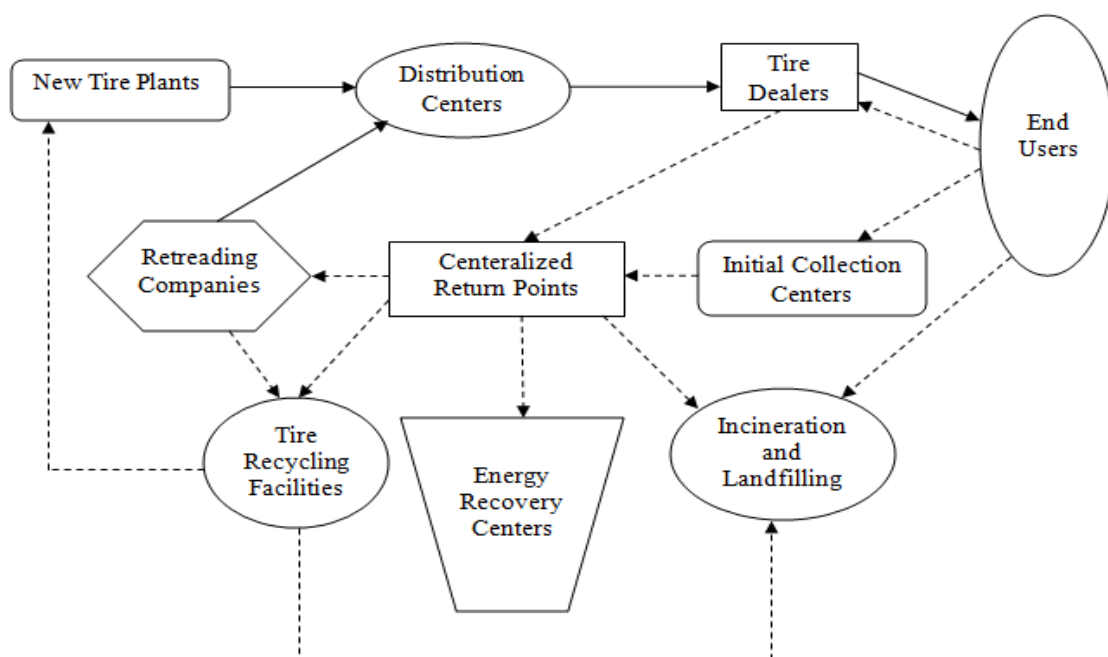 New Tire Plants
Distribution
Centers
Tire
Dealers
End
Users
Retreading
Companies
Centeralized
Return Points
Initial Collection
Centers
Tire
Recycling
Facilities
Energy
Recovery
Centers
Incineration
and
Landfilling